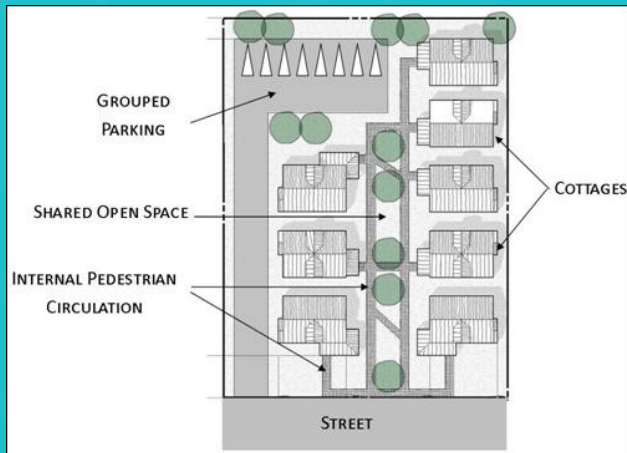 GROUPED
PARKING
SHARED OPEN SPACE
COTTAGES
INTERNAL PEDESTRIAN
CIRCULATION
STREET